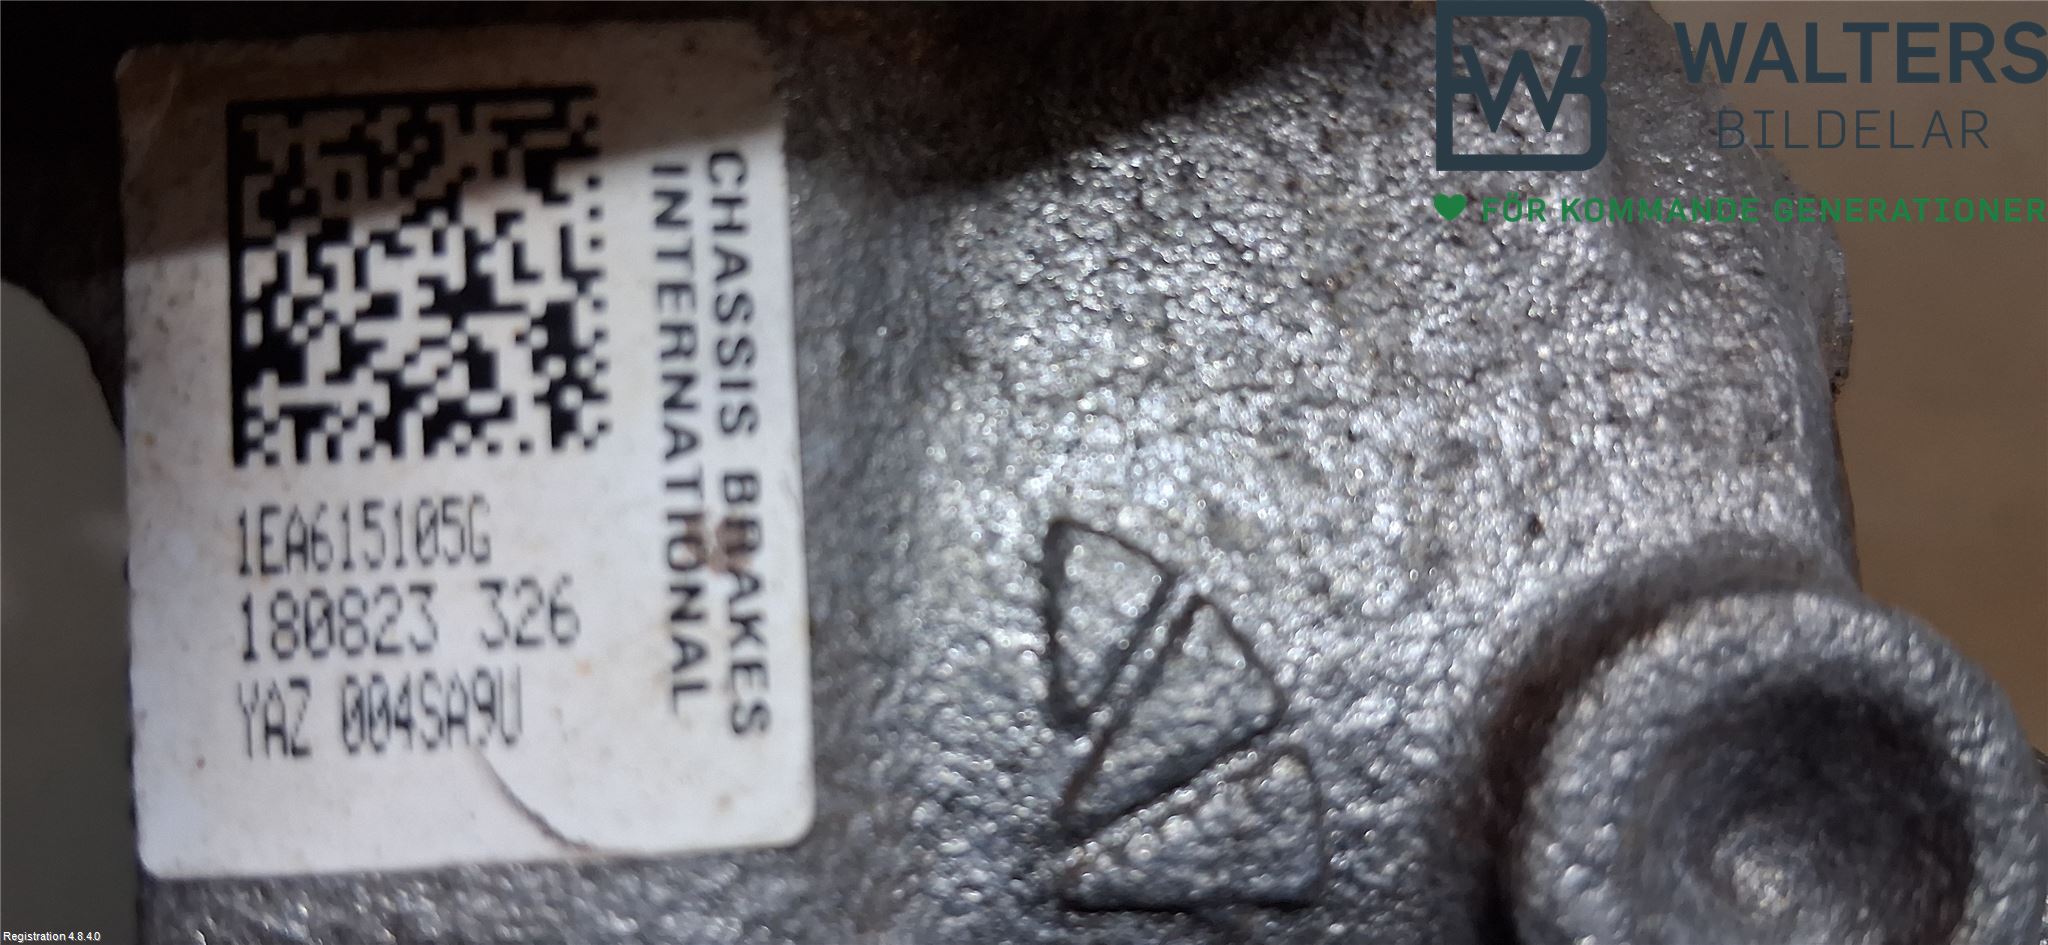 WALTERS
BILDELAR
FÖR KOMMANDE GENERATIONER
CHASSIS BRAKES
INTERNATIONAL
1EA615105G
180823 326
YAZ 004SA9U
Registration 4.8.4.0